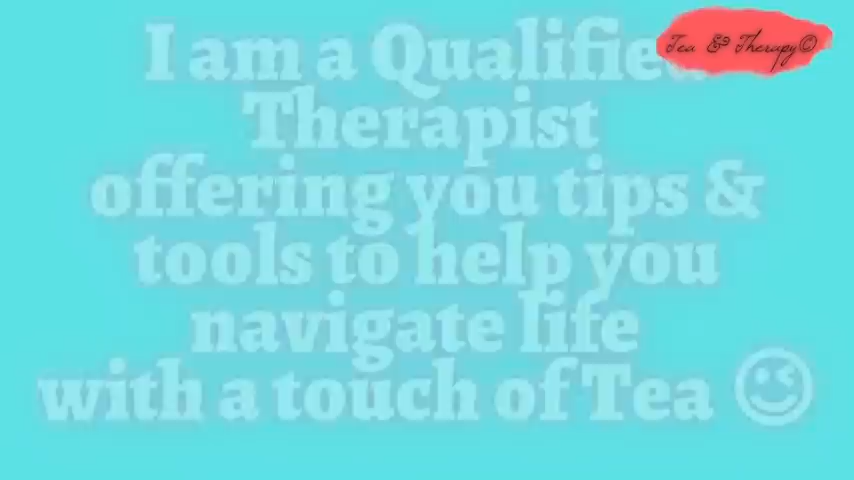 I am a Qualified
Tea & Therapy©
Therapist
offering you tips &
tools to help you
navigate life
with a touch of Tea 😉